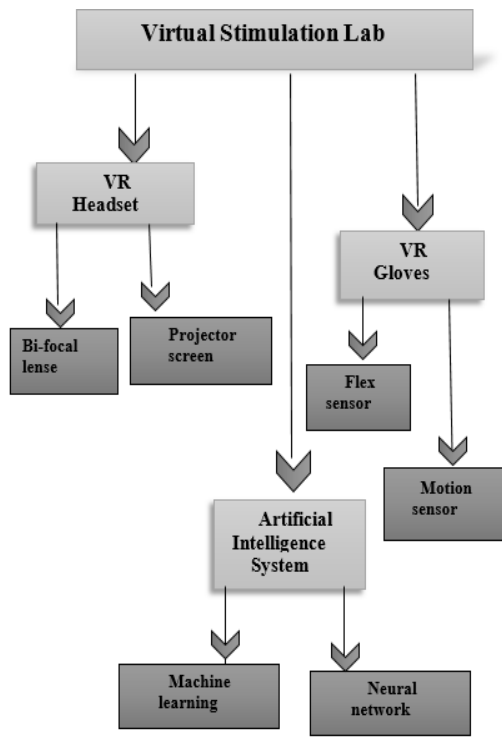 Virtual Stimulation Lab
VR
Headset
VR
Gloves
Bi-focal
lense
Projector
screen
Flex
sensor
Motion
sensor
Artificial
Intelligence
System
Machine
learning
Neural
network